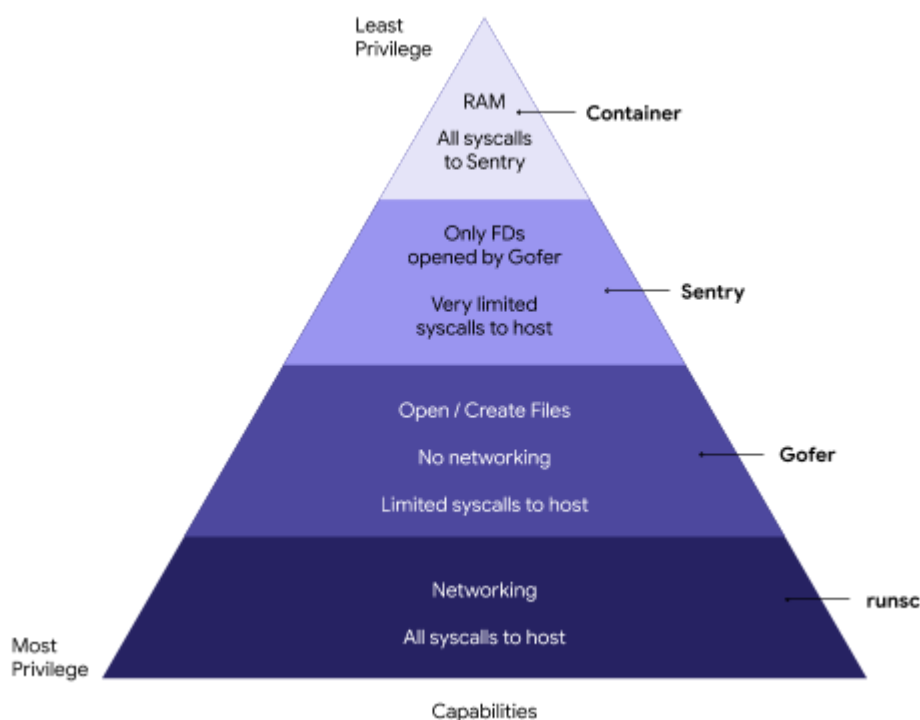 Least
Privilege
RAM
Container
All syscalls
to Sentry
Only FDs
opened by Gofer
Sentry
Very limited
syscalls to host
Open / Create Files
No networking
Gofer
Limited syscalls to host
Networking
runsc
All syscalls to host
Most
Privilege
Capabilities